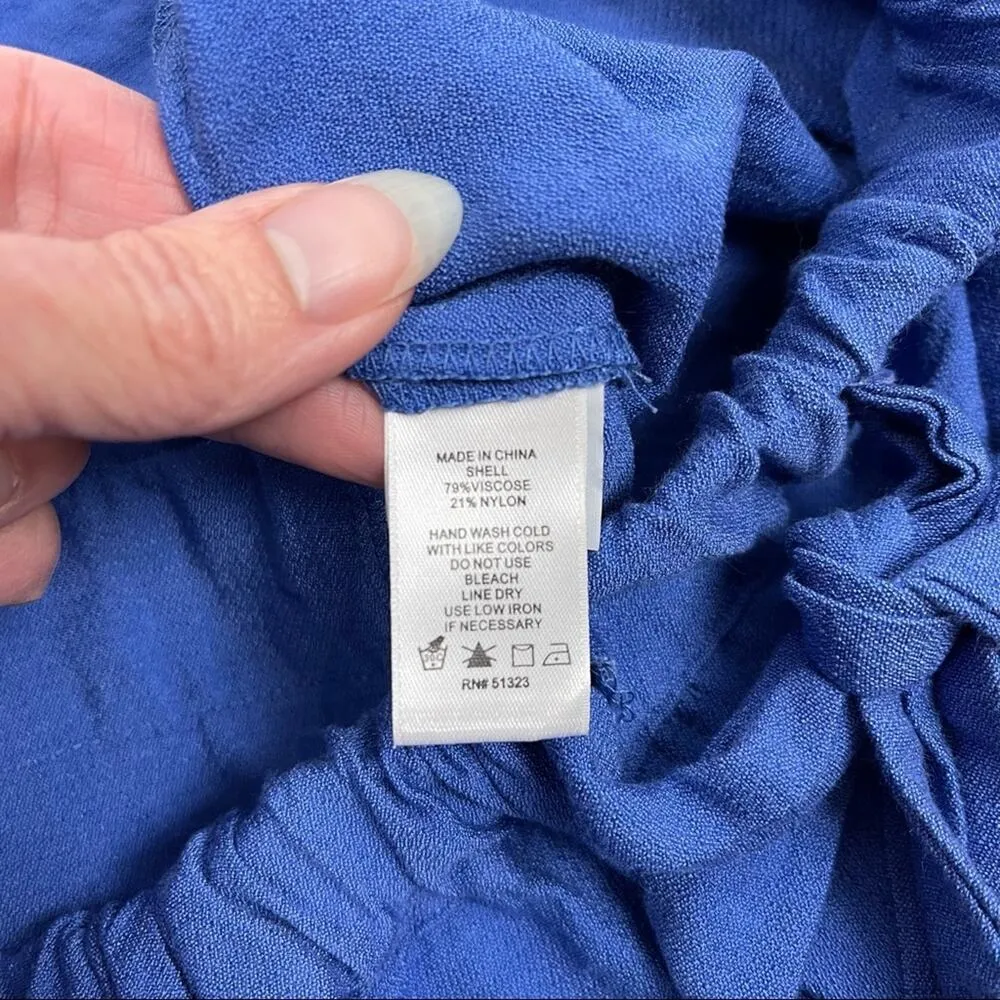 MADE IN CHINA
SHELL
79%VISCOSE
21% NYLON
HAND WASH COLD
WITH LIKE COLORS
DO NOT USE
BLEACH
LINE DRY
USE LOW IRON
IF NECESSARY
RN# 51323